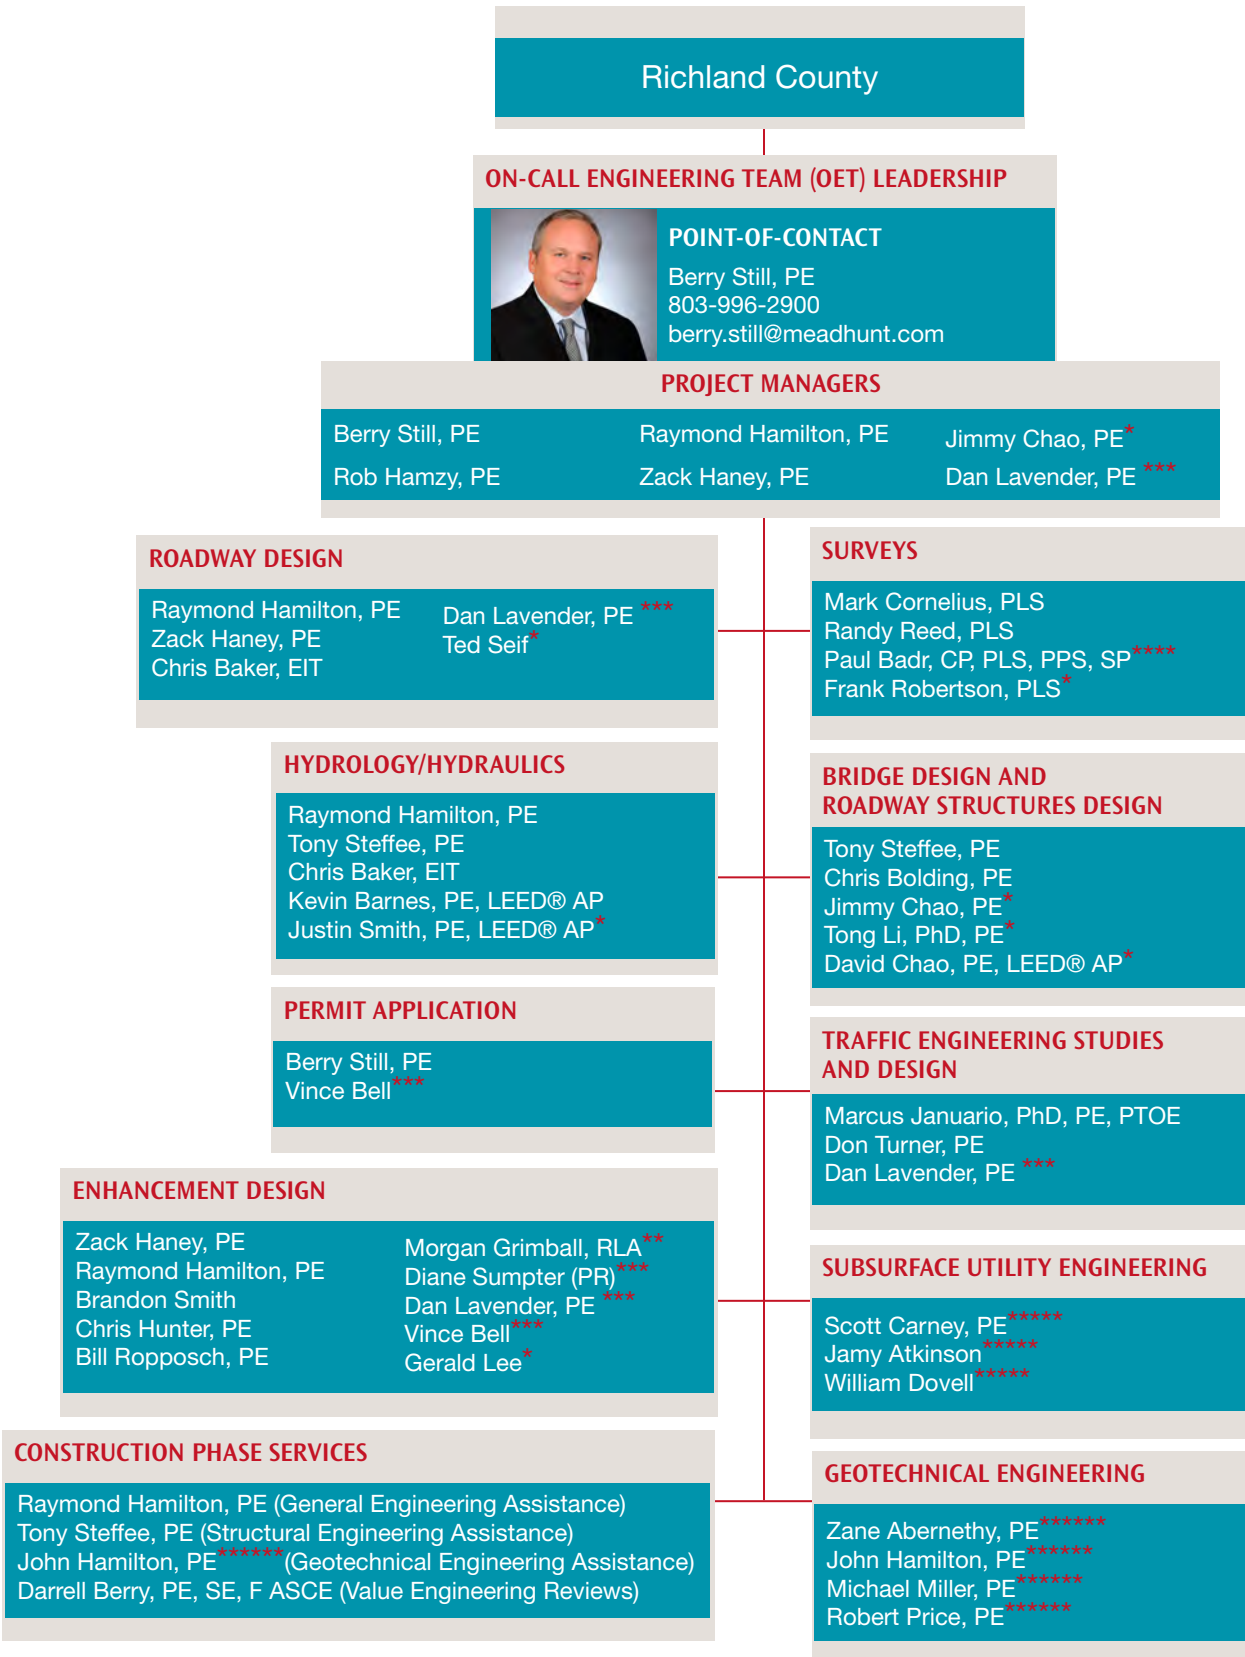 Richland County
ON-CALL ENGINEERING TEAM (OET) LEADERSHIP
POINT-OF-CONTACT
Berry Still, PE
803-996-2900
berry.still@meadhunt.com
PROJECT MANAGERS
Berry Still, PE
Rob Hamzy, PE
Raymond Hamilton, PE
Zack Haney, PE
Jimmy Chao, PE*
Dan Lavender, PE ***
ROADWAY DESIGN
Raymond Hamilton, PE
Zack Haney, PE
Chris Baker, EIT
Dan Lavender, PE ***
Ted Seif*
SURVEYS
Mark Cornelius, PLS
Randy Reed, PLS
Paul Badr, CP, PLS, PPS, SP****
Frank Robertson, PLS*
HYDROLOGY/HYDRAULICS
Raymond Hamilton, PE
Tony Steffee, PE
Chris Baker, EIT
Kevin Barnes, PE, LEED® AP
Justin Smith, PE, LEED® AP*
BRIDGE DESIGN AND
ROADWAY STRUCTURES DESIGN
Tony Steffee, PE
Chris Bolding, PE
Jimmy Chao, PE*
Tong Li, PhD, PE*
David Chao, PE, LEED® AP*
PERMIT APPLICATION
Berry Still, PE
Vince Bell***
TRAFFIC ENGINEERING STUDIES
AND DESIGN
Marcus Januario, PhD, PE, PTOE
Don Turner, PE
Dan Lavender, PE ***
ENHANCEMENT DESIGN
Zack Haney, PE
Raymond Hamilton, PE
Brandon Smith
Chris Hunter, PE
Bill Ropposch, PE
Morgan Grimball, RLA**
Diane Sumpter (PR)***
Dan Lavender, PE ***
Vince Bell***
Gerald Lee*
SUBSURFACE UTILITY ENGINEERING
Scott Carney, PE*****
Jamy Atkinson*****
William Dovell*****
CONSTRUCTION PHASE SERVICES
Raymond Hamilton, PE (General Engineering Assistance)
Tony Steffee, PE (Structural Engineering Assistance)
John Hamilton, PE******(Geotechnical Engineering Assistance)
Darrell Berry, PE, SE, F ASCE (Value Engineering Reviews)
GEOTECHNICAL ENGINEERING
Zane Abernethy, PE******
John Hamilton, PE******
Michael Miller, PE******
Robert Price, PE******